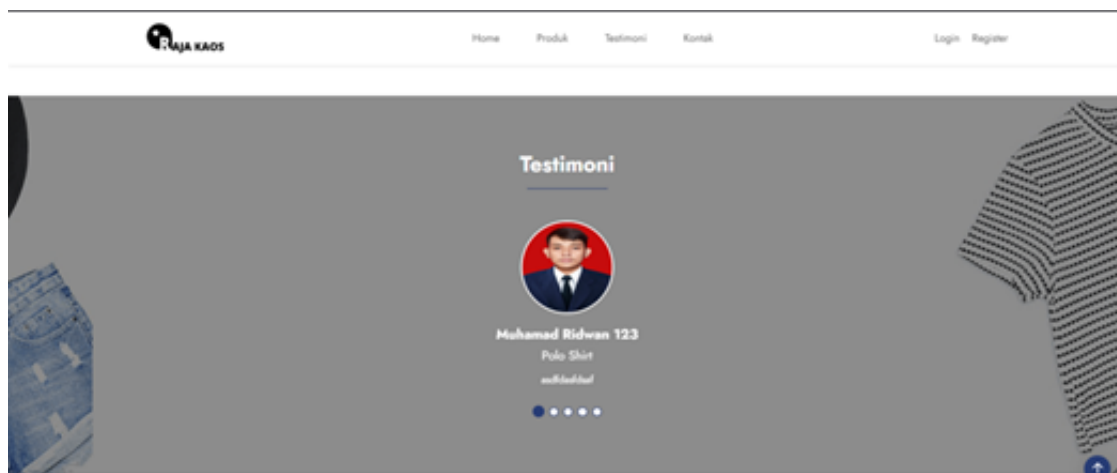 RAJA KAOS
Home Produk Testimoni Kontak
Login Register
Testimoni
Muhamad Ridwan 123
Polo Shirt